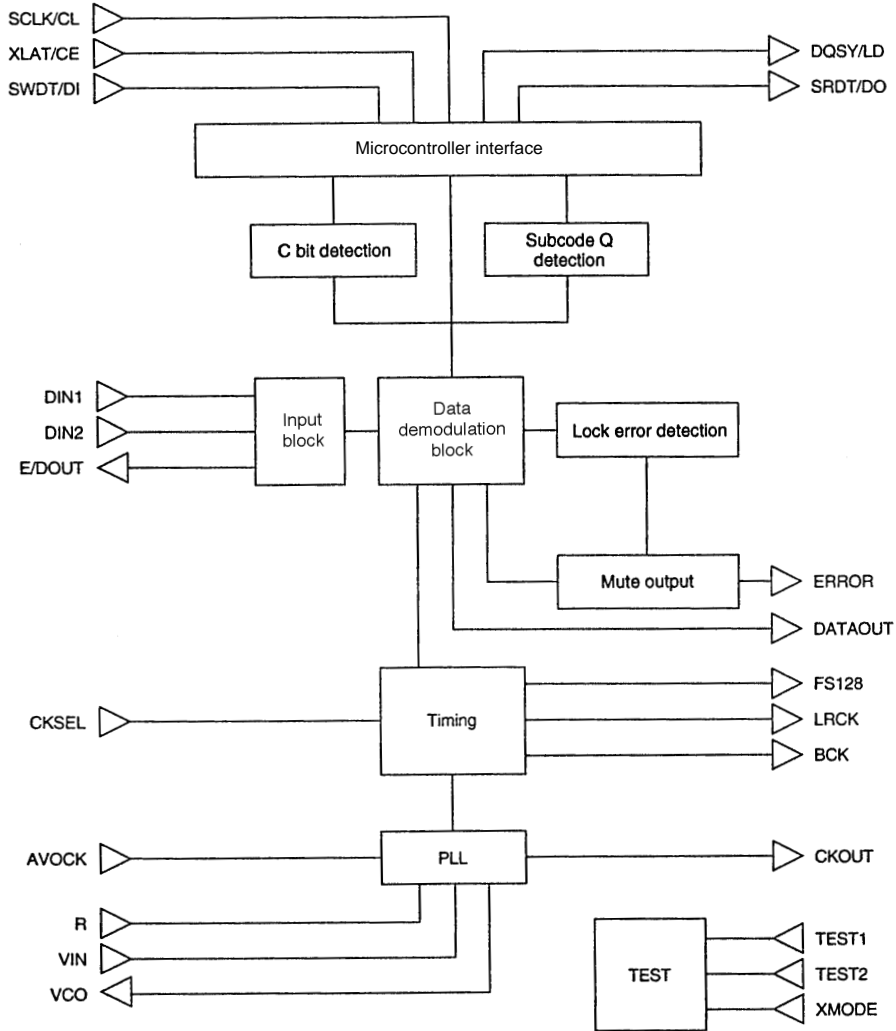 SCLK/CL
XLAT/CE
DQSY/LD
SWDT/DI
SRDT/DO
Microcontroller interface
C bit detection
Subcode Q
detection
DIN1
DIN2
E/DOUT
Input
block
Data
demodulation
block
Lock error detection
Mute output
ERROR
DATAOUT
FS128
CKSEL
Timing
LRCK
BCK
AVOCK
PLL
CKOUT
R
VIN
VCO
TEST
TEST1
TEST2
XMODE